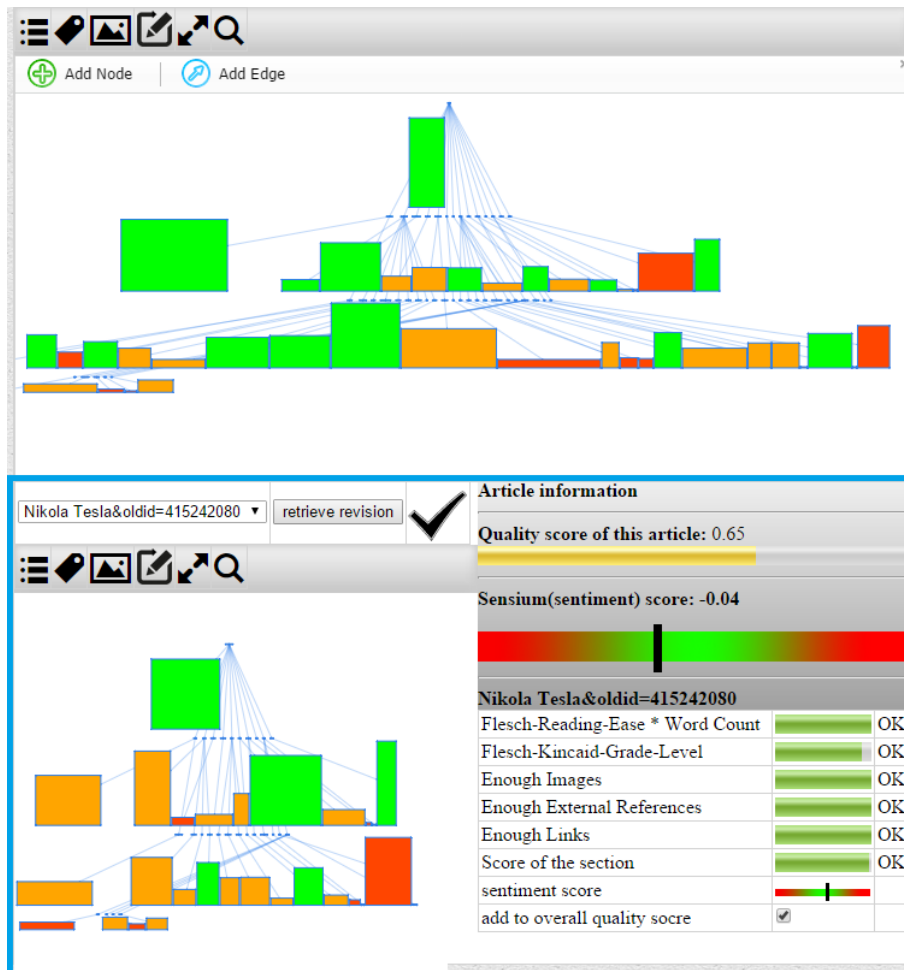 Add Node
Add Edge
Nikola Tesla&oldid=415242080
retrieve revision
Article information
Quality score of this article: 0.65
Sensium(sentiment) score: -0.04
Nikola Tesla&oldid=415242080
Flesch-Reading-Ease * Word Count OK
Flesch-Kincaid-Grade-Level OK
Enough Images OK
Enough External References OK
Enough Links OK
Score of the section OK
sentiment score
add to overall quality socre